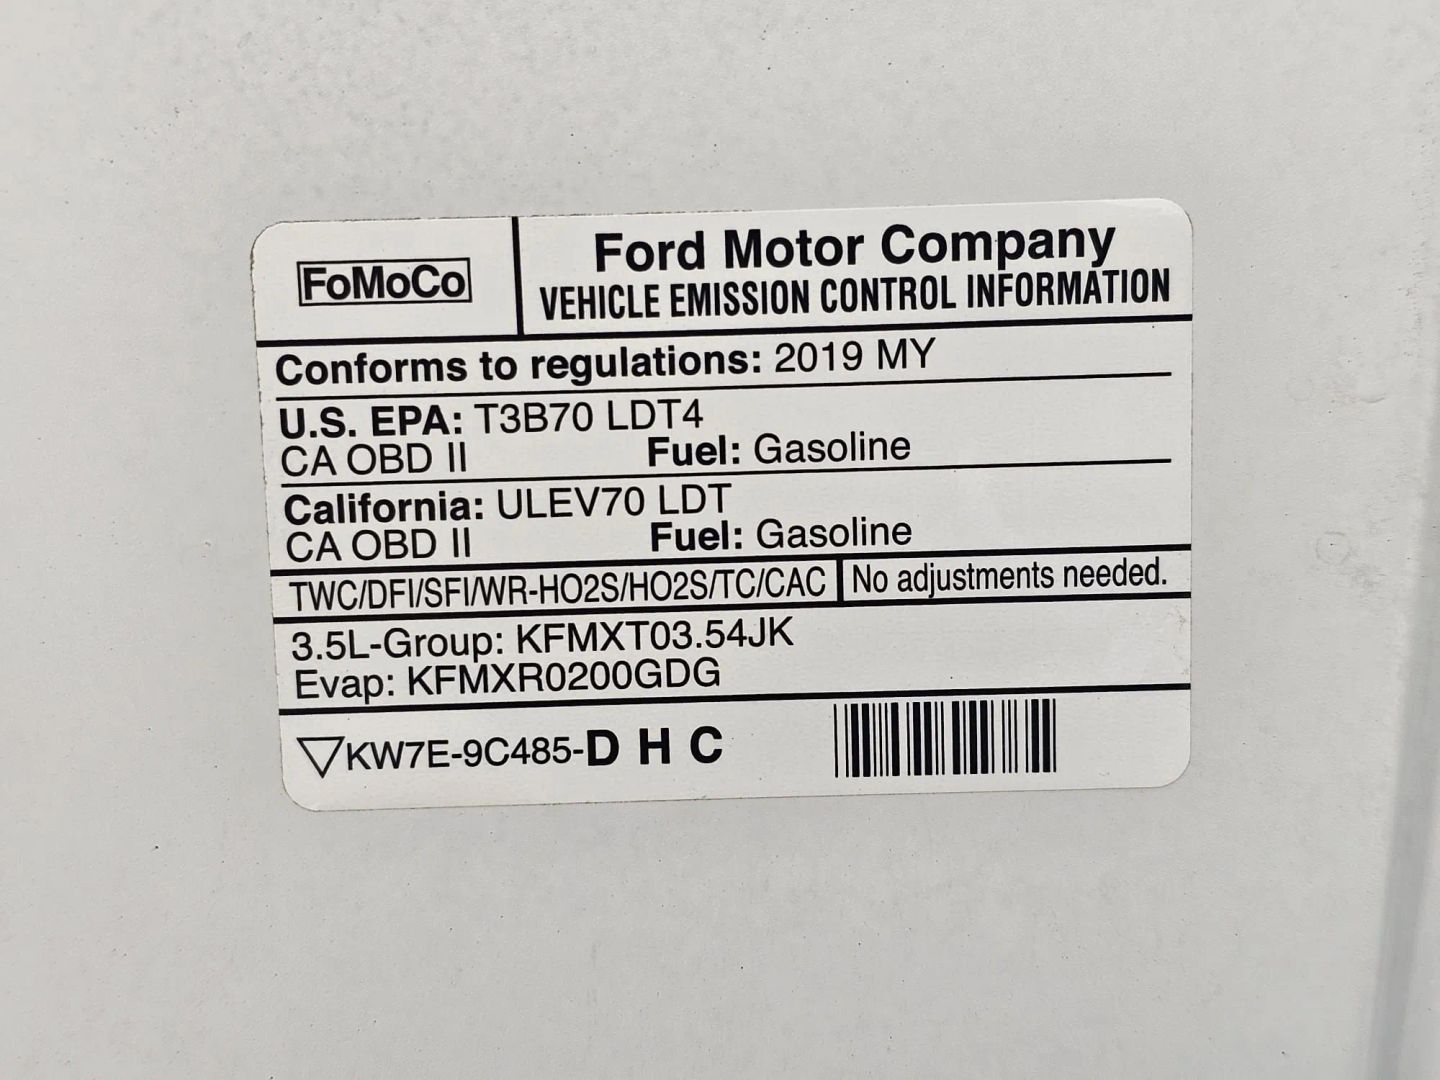 FoMoCo
Ford Motor Company
VEHICLE EMISSION CONTROL INFORMATION
Conforms to regulations: 2019 MY
U.S. EPA: T3B70 LDT4
CA OBD II Fuel: Gasoline
California: ULEV70 LDT
CA OBD II Fuel: Gasoline
TWC/DFI/SFI/WR-HO2S/HO2S/TC/CAC No adjustments needed.
3.5L-Group: KFMXT03.54JK
Evap: KFMXR0200GDG
KW7E-9C485-D H C